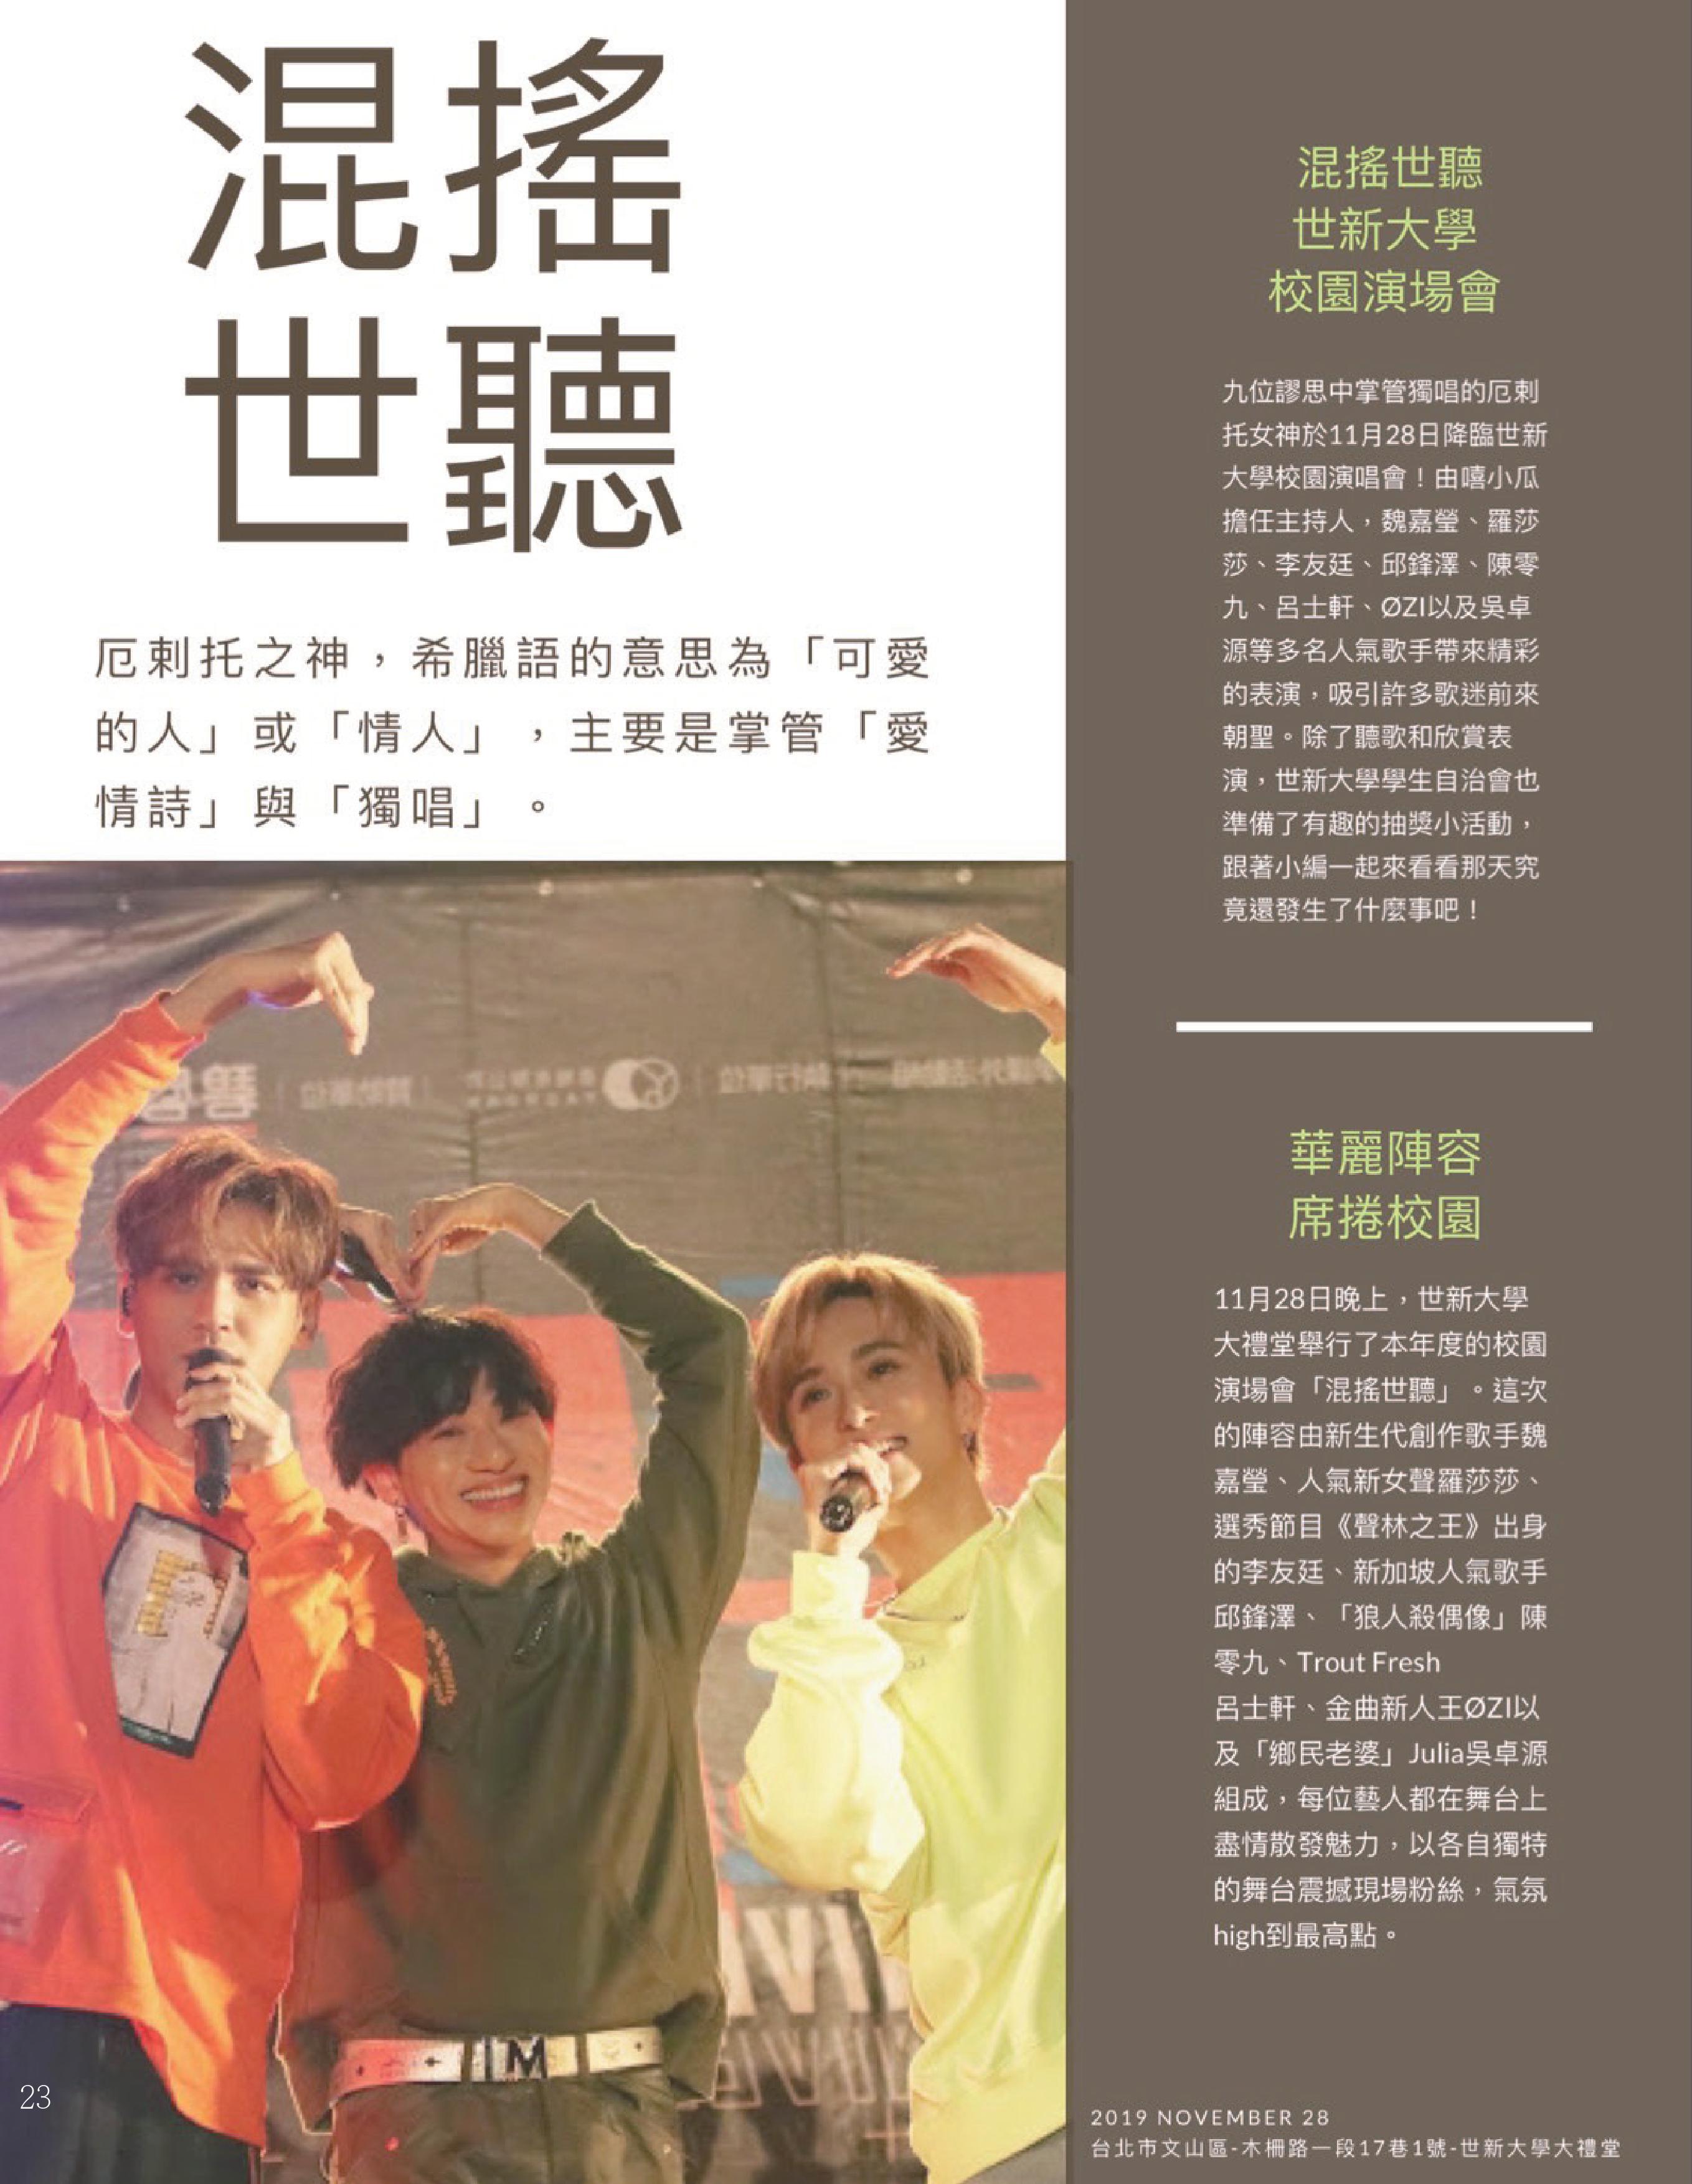 混搖
世聽
厄剌托之神，希臘語的意思為「可愛
的人」或「情人」，主要是掌管「愛
情詩」與「獨唱」。
混搖世聽
世新大學
校園演場會
九位謬思中掌管獨唱的厄剌
托女神於11月28日降臨世新
大學校園演唱會！由嘻小瓜
擔任主持人，魏嘉瑩、羅莎
莎、李友廷、邱鋒澤、陳零
九、呂士軒、ØZI以及吳卓
源等多名人氣歌手帶來精彩
的表演，吸引許多歌迷前來
朝聖。除了聽歌和欣賞表
演，世新大學學生自治會也
準備了有趣的抽獎小活動，
跟著小編一起來看看那天究
竟還發生了什麼事吧！
華麗陣容
席捲校園
11月28日晚上，世新大學
大禮堂舉行了本年度的校園
演場會「混搖世聽」。這次
的陣容由新生代創作歌手魏
嘉瑩、人氣新女聲羅莎莎、
選秀節目《聲林之王》出身
的李友廷、新加坡人氣歌手
邱鋒澤、「狼人殺偶像」陳
零九、Trout Fresh
呂士軒、金曲新人王ØZI以
及「鄉民老婆」Julia吳卓源
組成，每位藝人都在舞台上
盡情散發魅力，以各自獨特
的舞台震撼現場粉絲，氣氛
high到最高點。
M
23
2019 NOVEMBER 28
台北市文山區-木柵路一段17巷1號-世新大學大禮堂